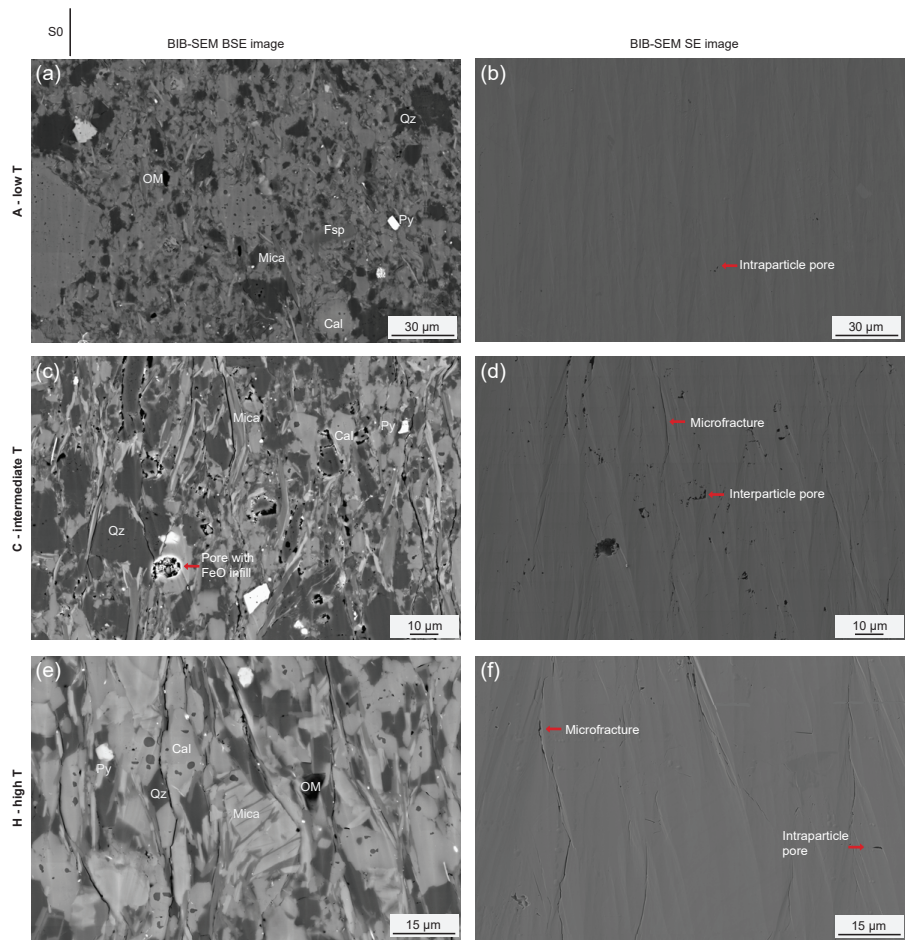 S0
BIB-SEM BSE image
BIB-SEM SE image
A - low T
(a)
Qz
OM
Py
Fsp
Mica
Cal
30 µm
(b)
Intraparticle pore
30 µm
C - intermediate T
(c)
Mica
Cal
Py
Qz
Pore with
FeO infill
10 µm
(d)
Microfracture
Interparticle pore
10 µm
H - high T
(e)
Cal
Py
Qz
OM
Mica
15 µm
(f)
Microfracture
Intraparticle
pore
15 µm